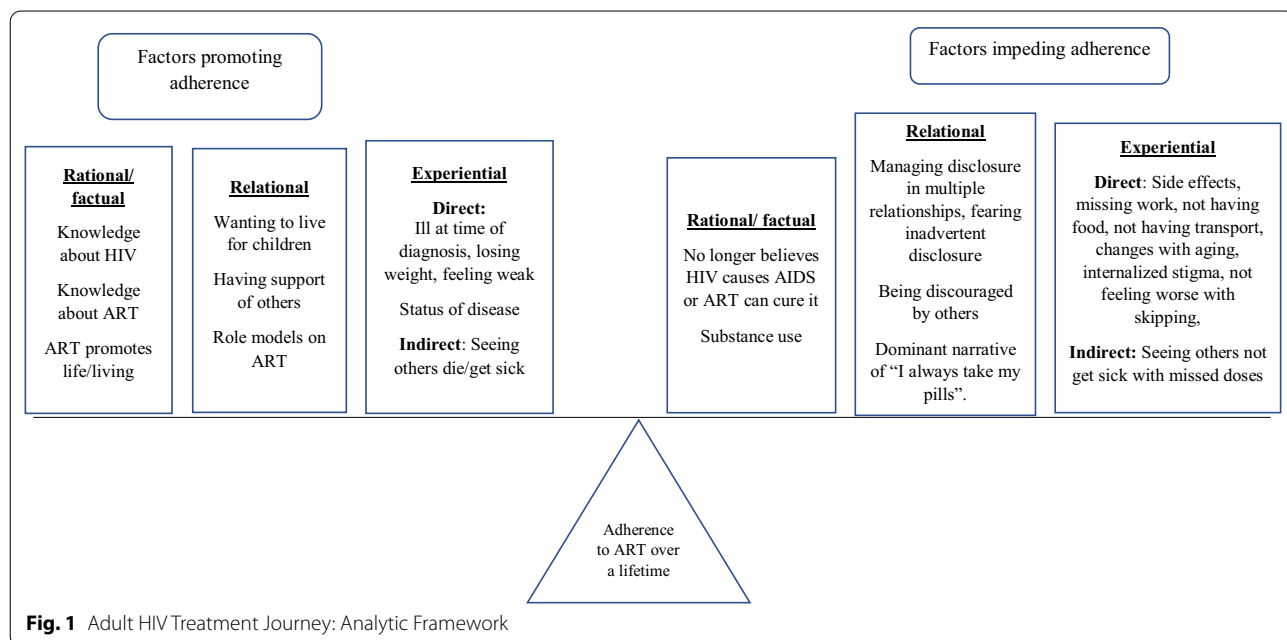 Factors promoting
adherence
Rational/
factual
Knowledge
about HIV
Knowledge
about ART
ART promotes
life/living
Relational
Wanting to live
for children
Having support
of others
Role models on
ART
Experiential
Direct:
Ill at time of
diagnosis, losing
weight, feeling weak
Status of disease
Indirect: Seeing
others die/get sick
Factors impeding adherence
Rational/ factual
No longer believes
HIV causes AIDS
or ART can cure it
Substance use
Relational
Managing disclosure
in multiple
relationships, fearing
inadvertent
disclosure
Being discouraged
by others
Dominant narrative
of “I always take my
pills”.
Experiential
Direct: Side effects,
missing work, not having
food, not having transport,
changes with aging,
internalized stigma, not
feeling worse with
skipping,
Indirect: Seeing others not
get sick with missed doses
Adherence
to ART over
a lifetime
Fig. 1 Adult HIV Treatment Journey: Analytic Framework